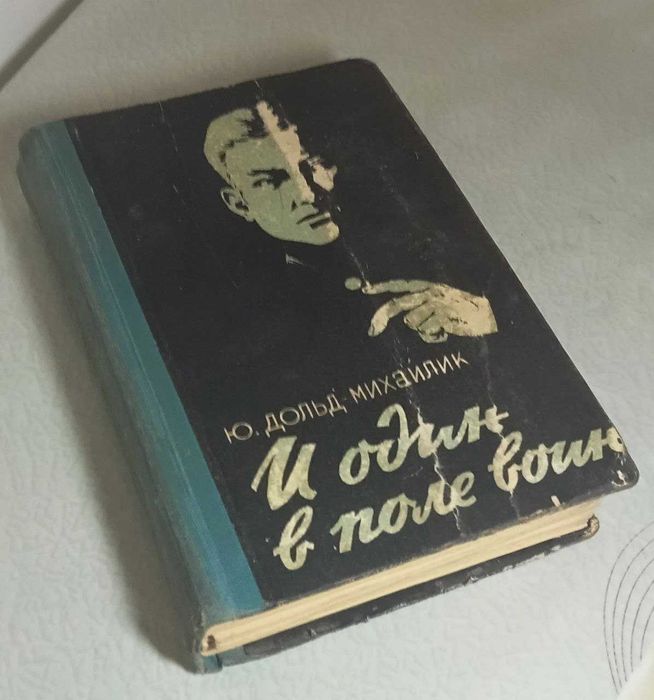 Ю. ДОЛЬД-МИХАЙЛИК
И один
в поле воин